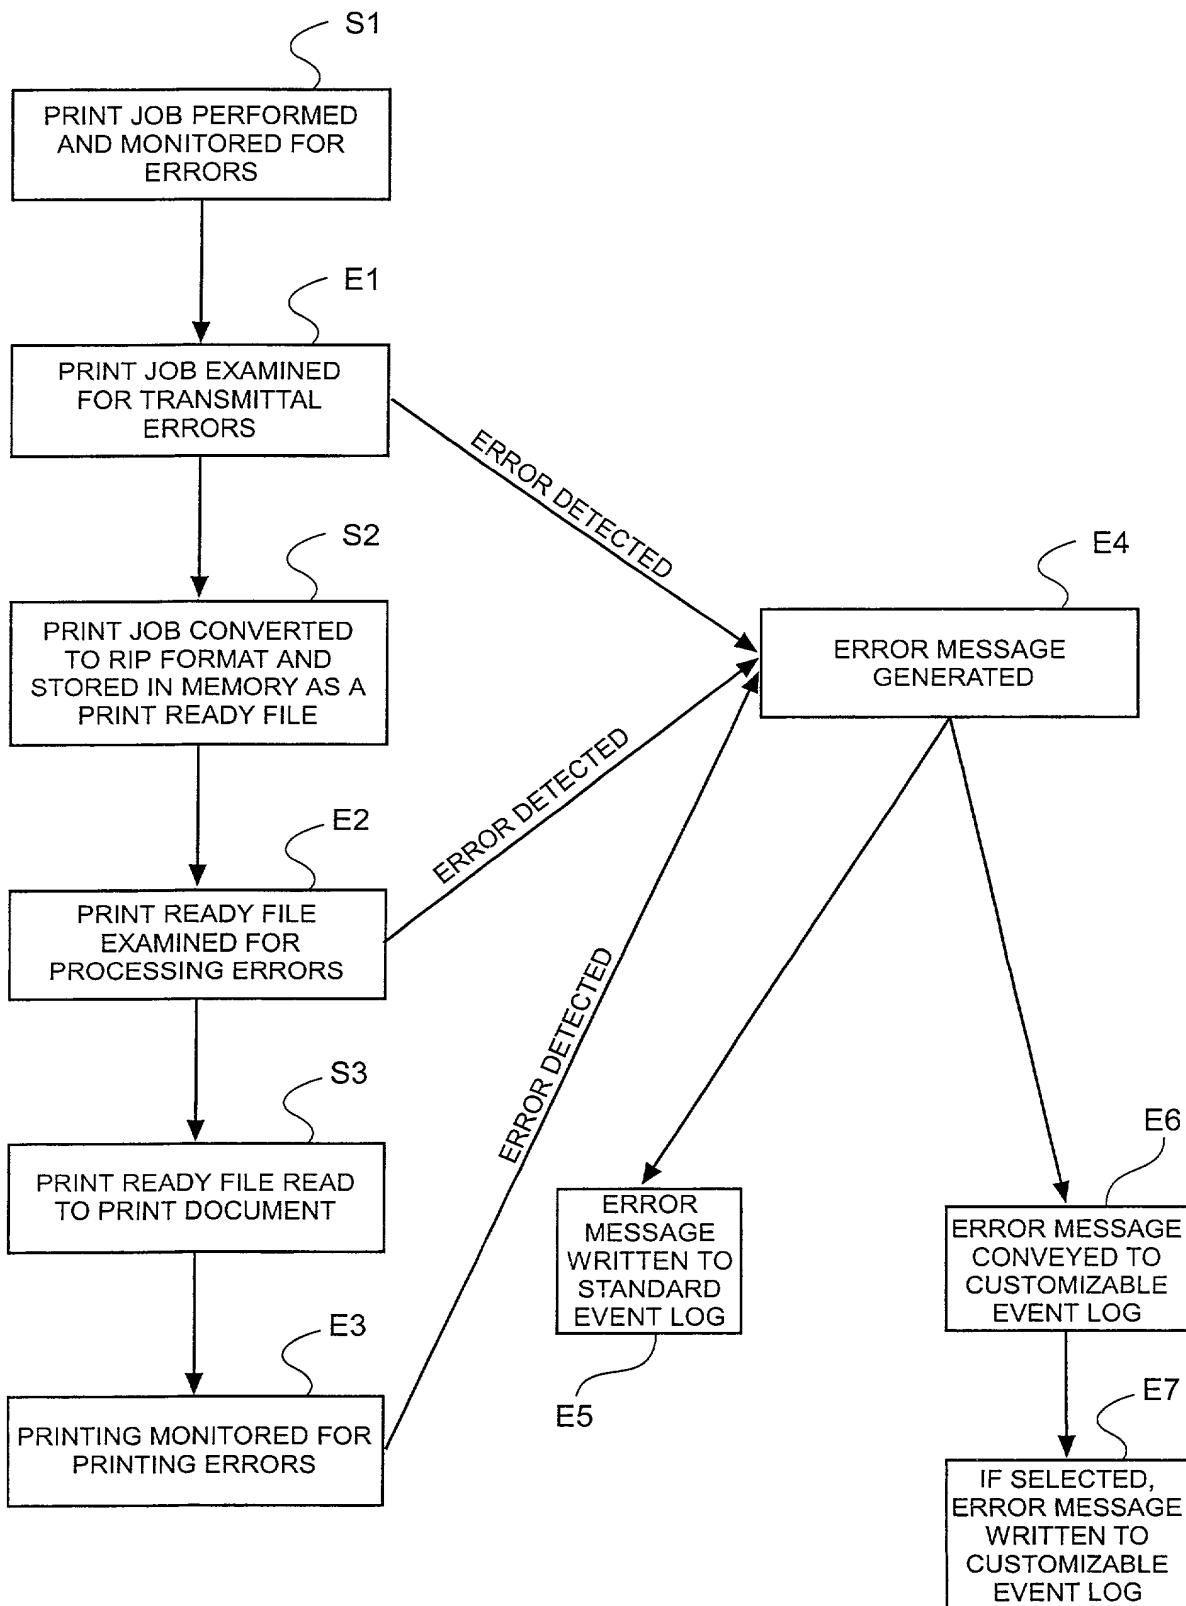 S1
PRINT JOB PERFORMED
AND MONITORED FOR
ERRORS
E1
PRINT JOB EXAMINED
FOR TRANSMITTAL
ERRORS
ERROR DETECTED
S2
PRINT JOB CONVERTED
TO RIP FORMAT AND
STORED IN MEMORY AS A
PRINT READY FILE
E4
ERROR MESSAGE
GENERATED
E2
PRINT READY FILE
EXAMINED FOR
PROCESSING ERRORS
ERROR DETECTED
S3
PRINT READY FILE READ
TO PRINT DOCUMENT
E3
PRINTING MONITORED FOR
PRINTING ERRORS
ERROR DETECTED
ERROR
MESSAGE
WRITTEN TO
STANDARD
EVENT LOG
E5
E6
ERROR MESSAGE
CONVEYED TO
CUSTOMIZABLE
EVENT LOG
E7
IF SELECTED,
ERROR MESSAGE
WRITTEN TO
CUSTOMIZABLE
EVENT LOG